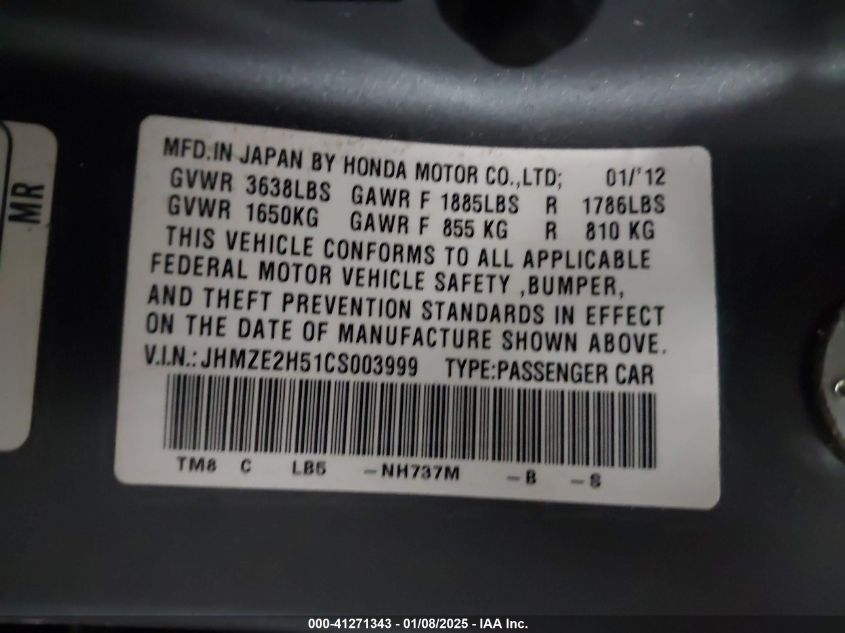 MFD.IN JAPAN BY HONDA MOTOR CO.,LTD; 01/'12
GVWR 3638LBS GAWR F 1885LBS R 1786LBS
GVWR 1650KG GAWR F 855 KG R 810 KG
THIS VEHICLE CONFORMS TO ALL APPLICABLE
FEDERAL MOTOR VEHICLE SAFETY ,BUMPER,
AND THEFT PREVENTION STANDARDS IN EFFECT
ON THE DATE OF MANUFACTURE SHOWN ABOVE.
V.I.N.:JHMZE2H51CS003999 TYPE:PASSENGER CAR
TM8 C LB5 -NH737M -B -S
MR
000-41271343 - 01/08/2025 - IAA Inc.